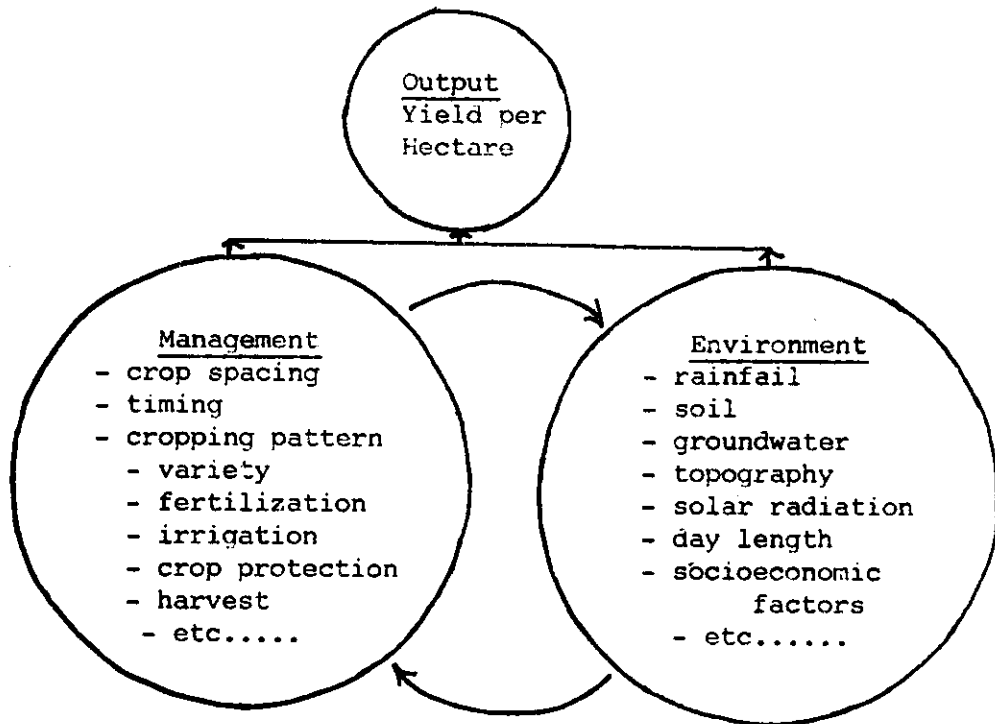 Output
Yield per
Hectare
Management
- crop spacing
- timing
- cropping pattern
- variety
- fertilization
- irrigation
- crop protection
- harvest
- etc.....
Environment
- rainfail
- soil
- groundwater
- topography
- solar radiation
- day length
- socioeconomic
factors
- etc......